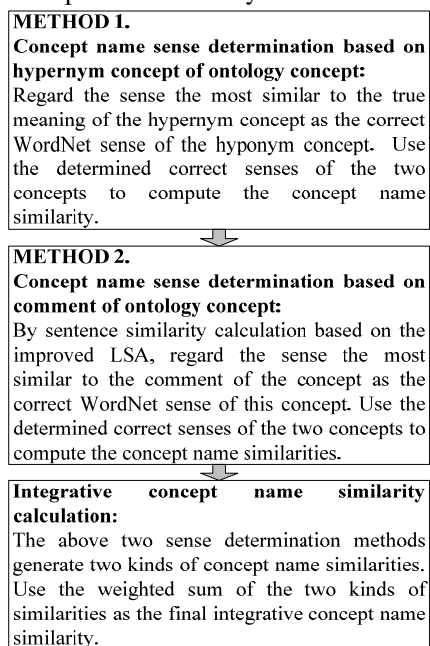 METHOD 1.
Concept name sense determination based on
hypernym concept of ontology concept:
Regard the sense the most similar to the true
meaning of the hypernym concept as the correct
WordNet sense of the hyponym concept. Use
the determined correct senses of the two
concepts to compute the concept name
similarity.
METHOD 2.
Concept name sense determination based on
comment of ontology concept:
By sentence similarity calculation based on the
improved LSA, regard the sense the most
similar to the comment of the concept as the
correct WordNet sense of this concept. Use the
determined correct senses of the two concepts to
compute the concept name similarities.
Integrative concept name similarity
calculation:
The above two sense determination methods
generate two kinds of concept name similarities.
Use the weighted sum of the two kinds of
similarities as the final integrative concept name
similarity.